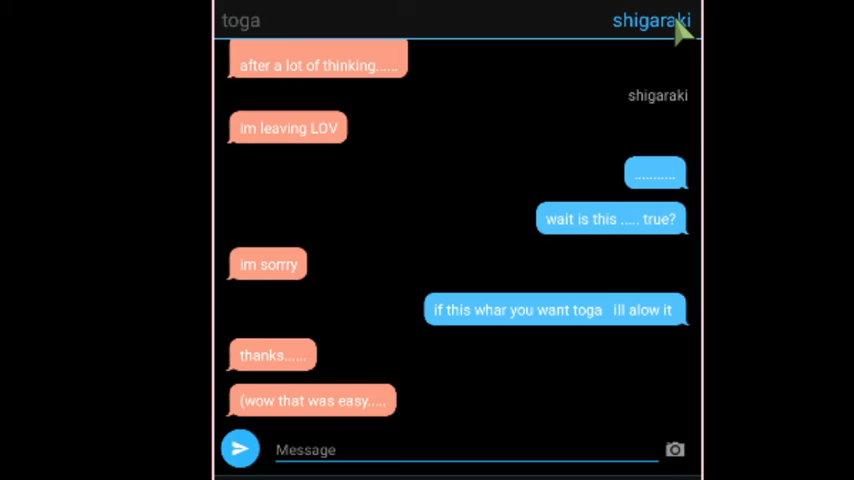 toga
shigaraki
after a lot of thinking......
shigaraki
im leaving LOV
...........
wait is this ..... true?
im sorrry
if this whar you want toga   ill alow it
thanks......
(wow that was easy.....
Message